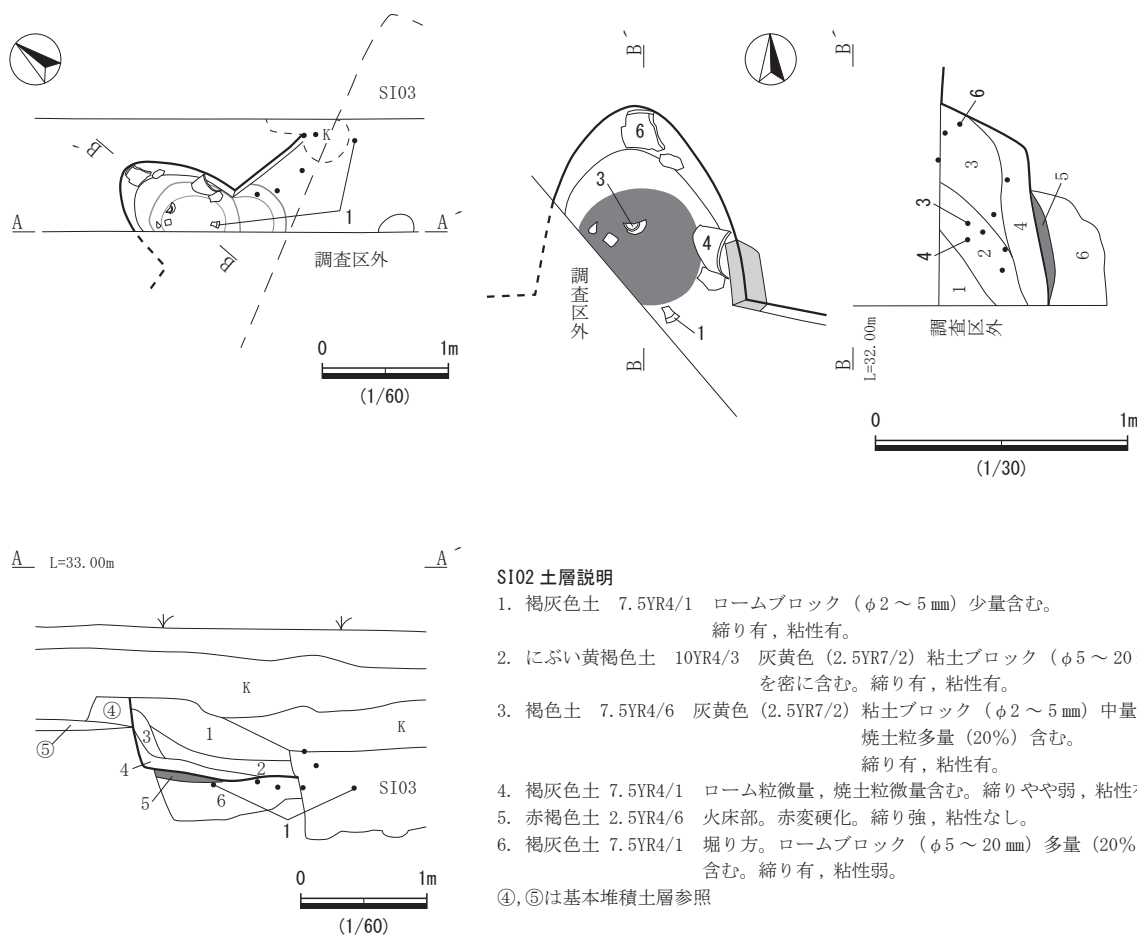 SI03
K
B
B´
A
A´
1
調査区外
0 1m
(1/60)
B´
B
6
3
4
1
調査区外
B´
B
L=32.00m
6
3
5
3
4
4
2
1
6
調査区外
0 1m
(1/30)
A L=33.00m A´
K
K
④
⑤
3
1
4
2
5
6
SI03
1
0 1m
(1/60)
SI02 土層説明
1. 褐灰色土 7.5YR4/1 ロームブロック（φ2～5㎜）少量含む。
締り有，粘性有。
2. にぶい黄褐色土 10YR4/3 灰黄色（2.5YR7/2）粘土ブロック（φ5～20
を密に含む。締り有，粘性有。
3. 褐色土 7.5YR4/6 灰黄色（2.5YR7/2）粘土ブロック（φ2～5㎜）中量
焼土粒多量（20%）含む。
締り有，粘性有。
4. 褐灰色土 7.5YR4/1 ローム粒微量，焼土粒微量含む。締りやや弱，粘性
5. 赤褐色土 2.5YR4/6 火床部。赤変硬化。締り強，粘性なし。
6. 褐灰色土 7.5YR4/1 堀り方。ロームブロック（φ5～20㎜）多量（20%
含む。締り有，粘性弱。
④,⑤は基本堆積土層参照